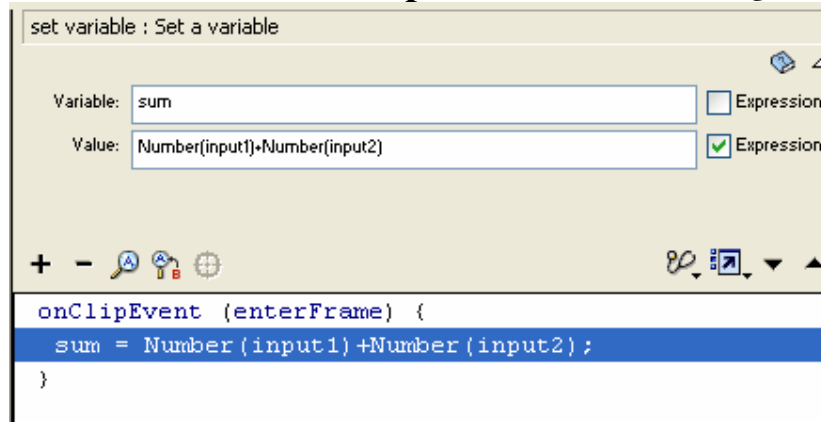 set variable : Set a variable
Variable: sum Expression
Value: Number(input1)+Number(input2) Expression
onClipEvent (enterFrame) {
sum = Number(input1)+Number(input2);
}